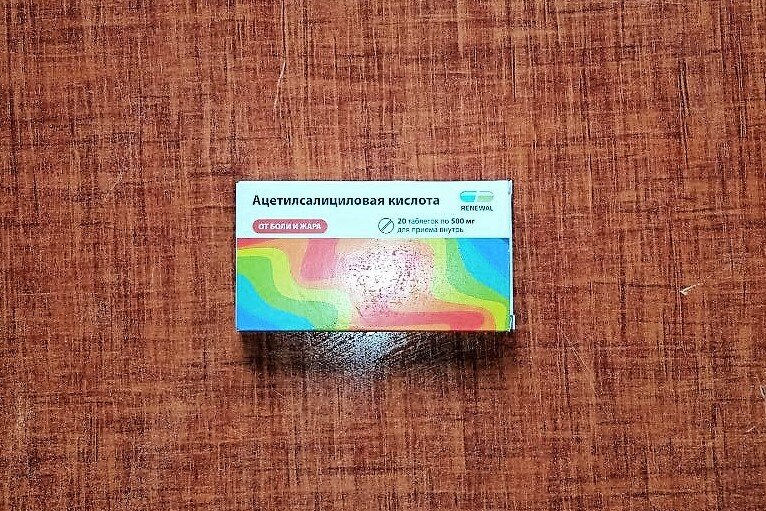 Ацетилсалициловая кислота
RENEWAL
ОТ БОЛИ И ЖАРА
20 таблеток по 500 мг
для приема внутрь